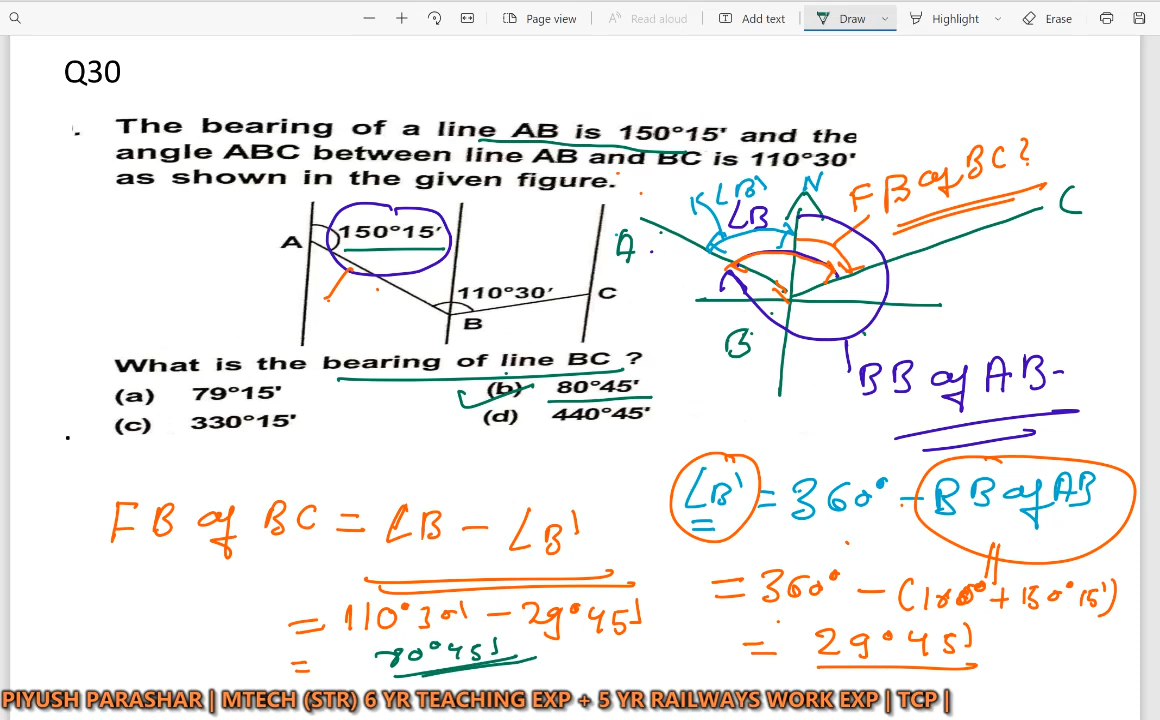 Page view
Read aloud
Add text
Draw
Highlight
Erase
Q30
. The bearing of a line AB is 150°15' and the
angle ABC between line AB and BC is 110°30'
as shown in the given figure.
A
150°15'
110°30'
C
B
What is the bearing of line BC ?
(a) 79°15'
(b) 80°45'
(c) 330°15'
(d) 440°45'
FB of BC?
N
∠B'
∠B
C
A
B
BB of AB
∠B' = 360° - BB of AB
= 360° - (180° + 150°15')
= 29°45'
FB of BC = ∠B - ∠B'
= 110°30' - 29°45'
= 80°45'
PIYUSH PARASHAR | MTECH (STR) 6 YR TEACHING EXP + 5 YR RAILWAYS WORK EXP | TCP |